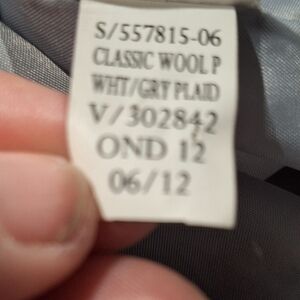 S/557815-06
CLASSIC WOOL P
WHT/GRY PLAID
V/302842
OND 12
06/12